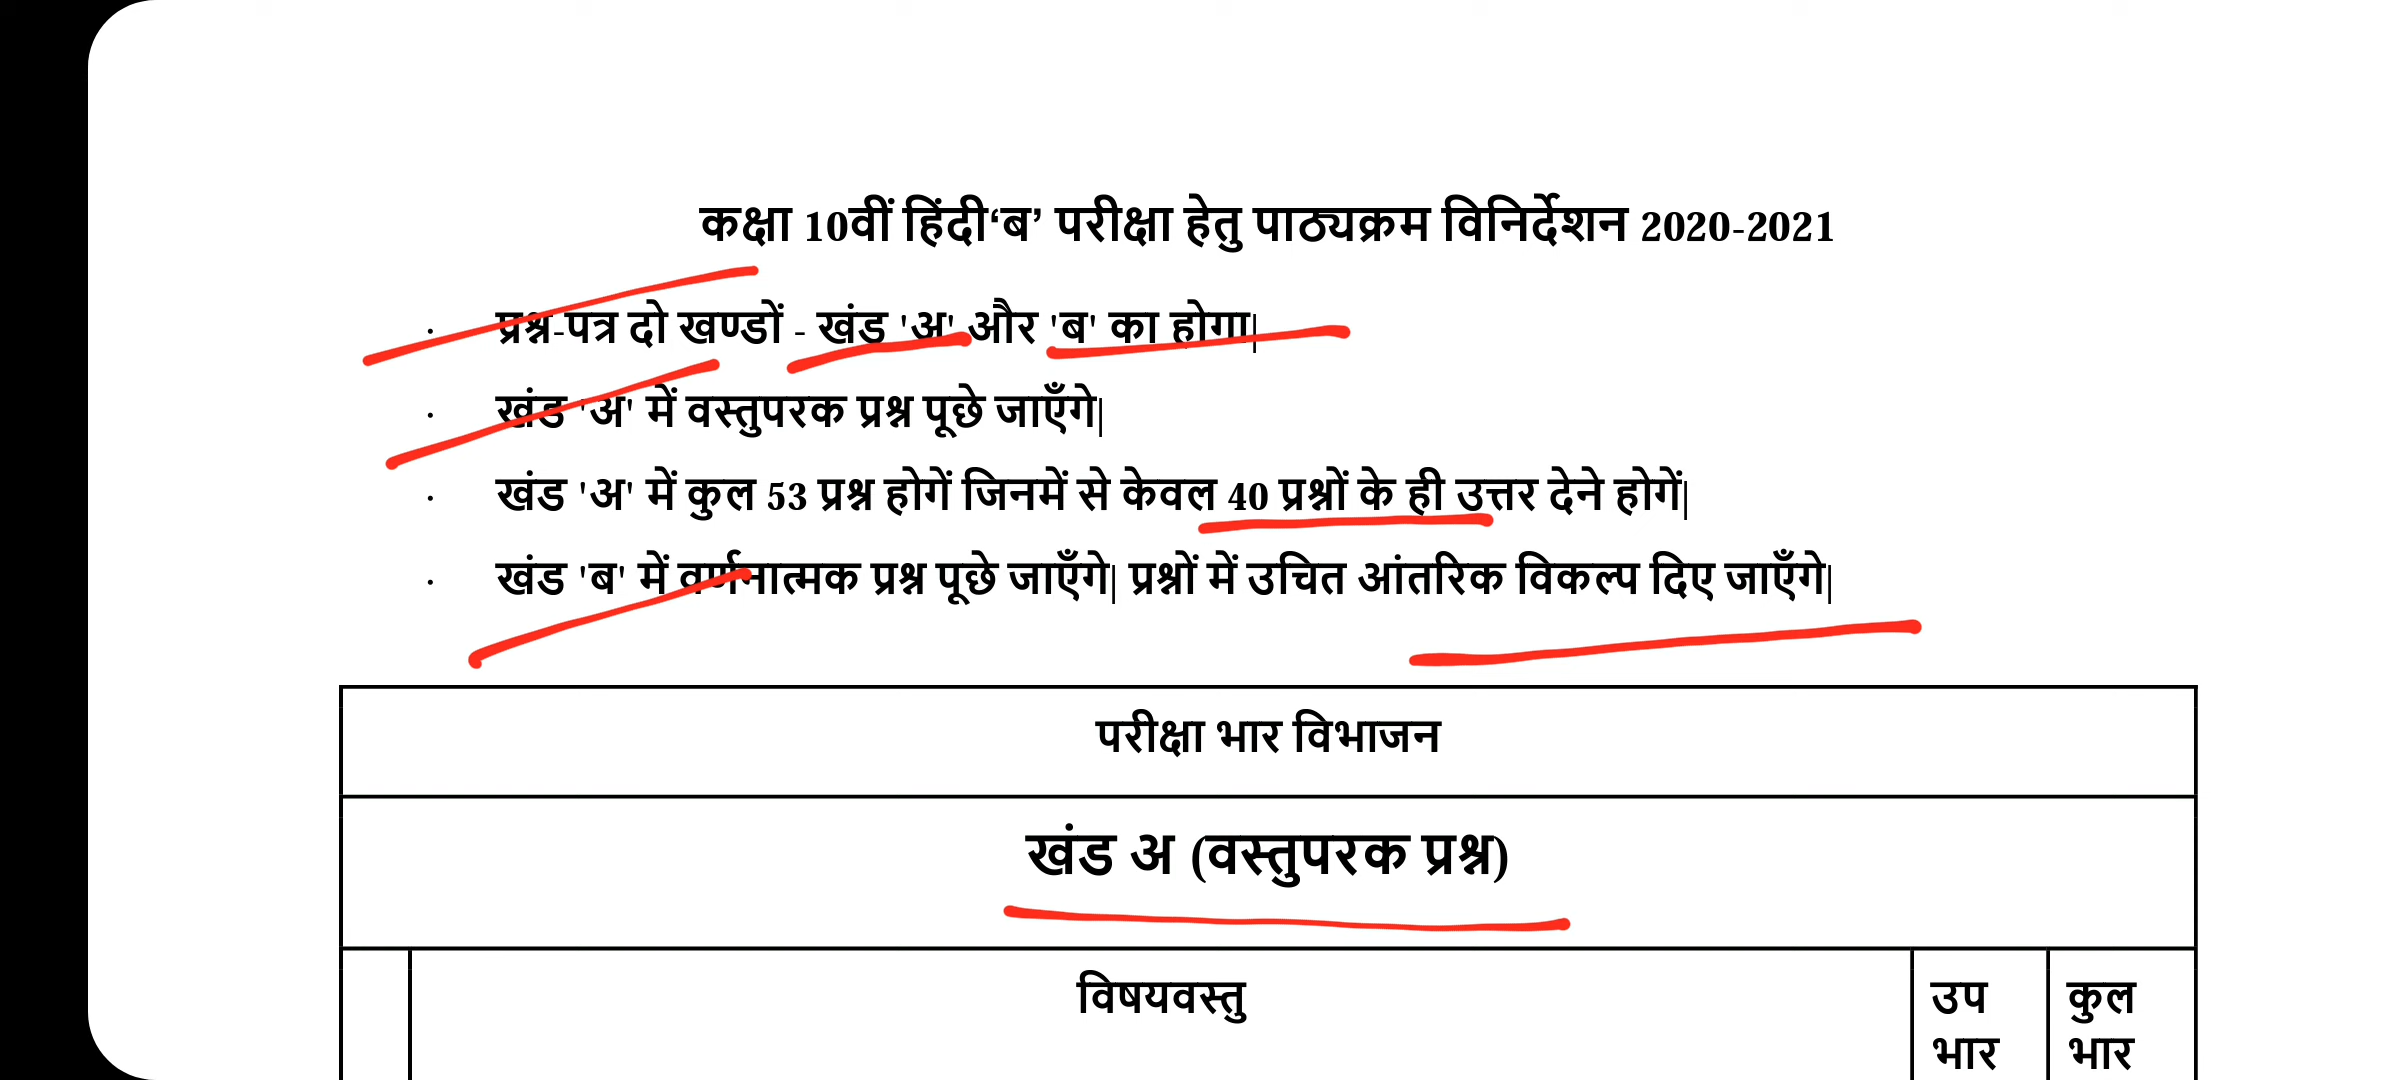 कक्षा 10वीं हिंदी‘ब’ परीक्षा हेतु पाठ्यक्रम विनिर्देशन 2020-2021
· प्रश्न-पत्र दो खण्डों - खंड 'अ' और 'ब' का होगा|
· खंड 'अ' में वस्तुपरक प्रश्न पूछे जाएँगे|
· खंड 'अ' में कुल 53 प्रश्न होगें जिनमें से केवल 40 प्रश्नों के ही उत्तर देने होगें|
· खंड 'ब' में वर्णनात्मक प्रश्न पूछे जाएँगे| प्रश्नों में उचित आंतरिक विकल्प दिए जाएँगे|
परीक्षा भार विभाजन
खंड अ (वस्तुपरक प्रश्न)
विषयवस्तु उप कुल
भार भार